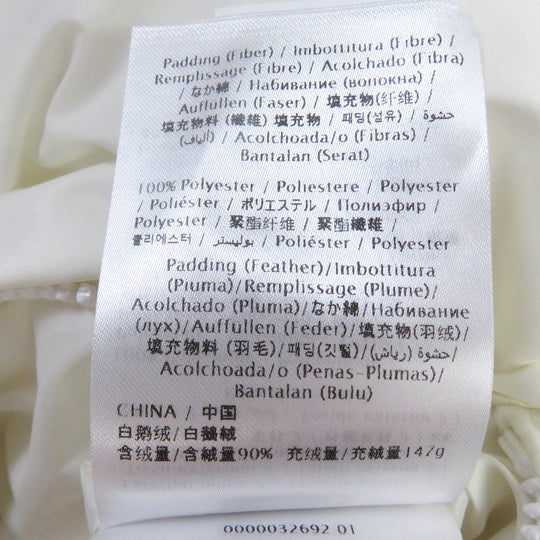 Padding (Fiber) / Imbottitura (Fibre) /
Remplissage (Fibre) / Acolchado (Fibra)
/ なか綿 / Набивание (волокна) /
Auffullen (Faser) / 填充物(纤维) /
填充物料 (纖維) 填充物 / 패딩(섬유) / حشوة
(ألياف) / Acolchoada/o (Fibras) /
Bantalan (Serat)
100% Polyester / Poliestere / Polyester
/ Poliéster / ポリエステル / Полиэфир /
Polyester / 聚酯纤维 / 聚酯纖維 /
폴리에스터 / بوليستر / Poliéster / Polyester
Padding (Feather)/Imbottitura
(Piuma)/Remplissage (Plume)/
Acolchado (Pluma)/なか綿/Набивание
(лух)/Auffullen (Feder)/填充物(羽绒)/
填充物料 (羽毛)/패딩(깃털)/حشوة (رياش)/
Acolchoada/o (Penas-Plumas)/
Bantalan (Bulu)
CHINA / 中国
白鹅绒/白鵝絨
含绒量/含絨量90% 充绒量/充絨量147g
0000032692 01